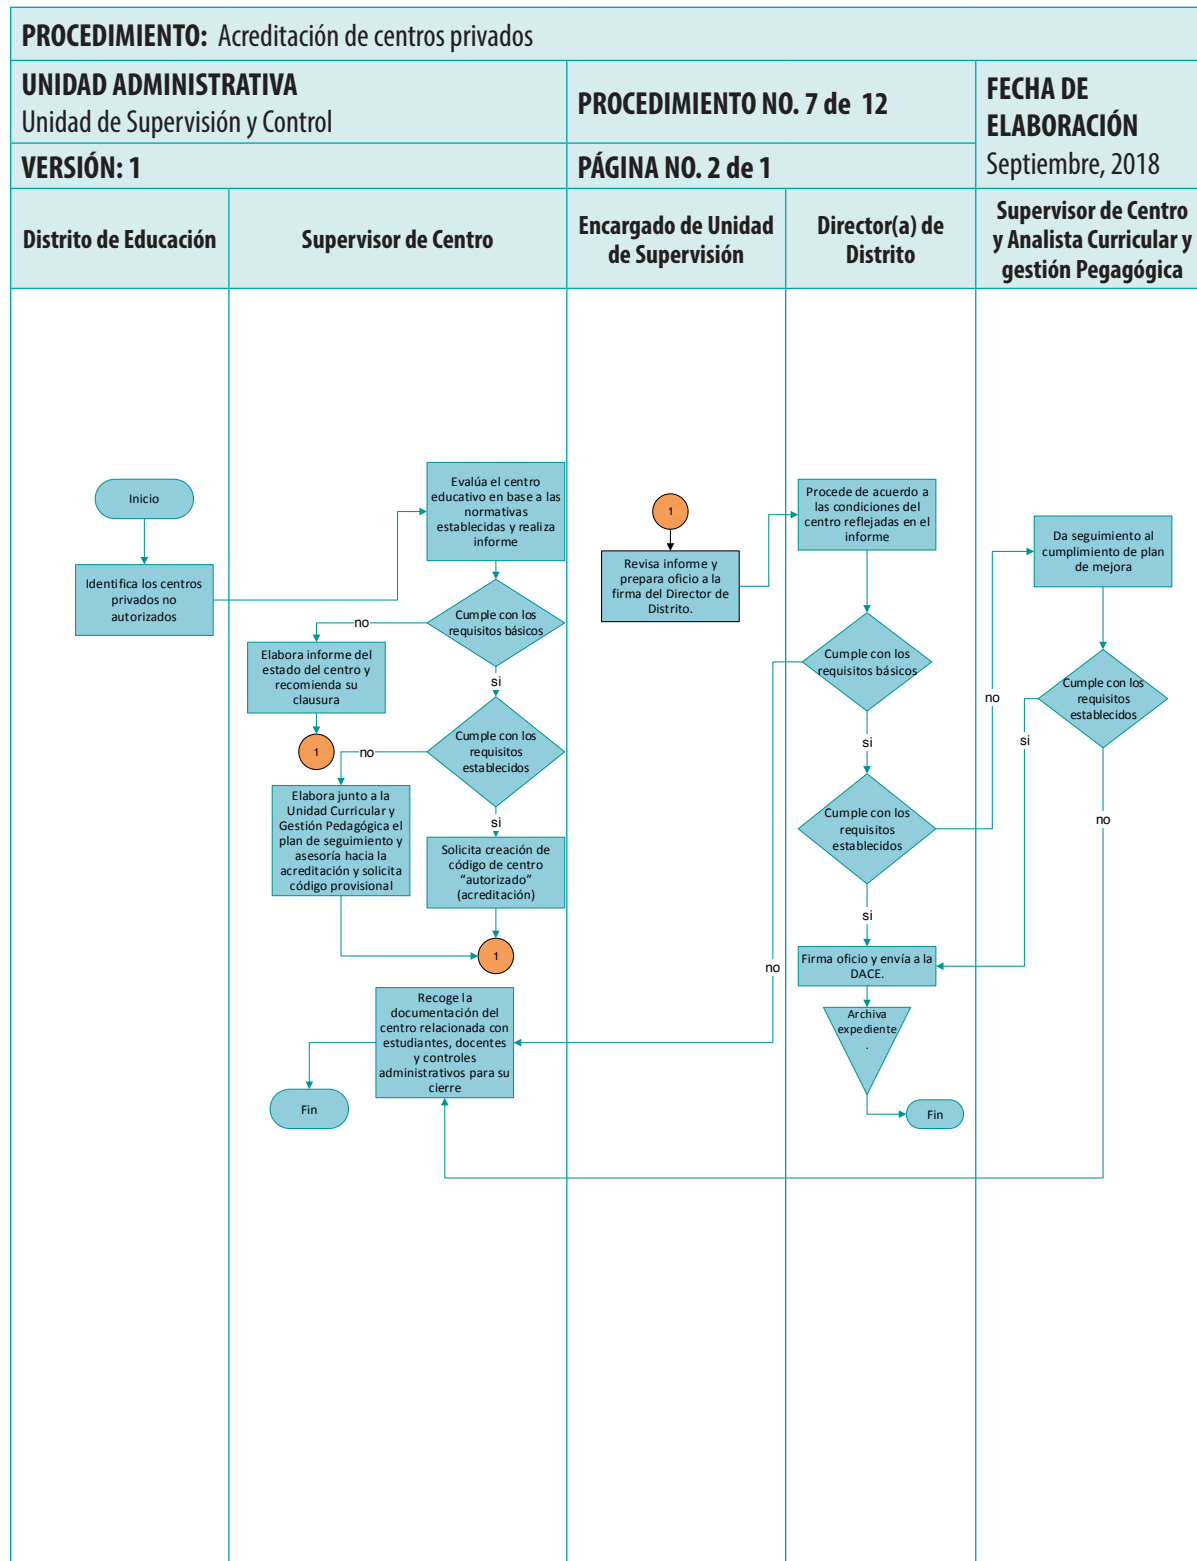 PROCEDIMIENTO: Acreditación de centros privados
UNIDAD ADMINISTRATIVA
Unidad de Supervisión y Control
PROCEDIMIENTO NO. 7 de 12
FECHA DE
ELABORACIÓN
Septiembre, 2018
VERSIÓN: 1
PÁGINA NO. 2 de 1
Distrito de Educación
Supervisor de Centro
Encargado de Unidad
de Supervisión
Director(a) de
Distrito
Supervisor de Centro
y Analista Curricular y
gestión Pegagógica
Inicio
Identifica los centros
privados no
autorizados
Evalúa el centro
educativo en base a las
normativas
establecidas y realiza
informe
Cumple con los
requisitos básicos
no
Elabora informe del
estado del centro y
recomienda su
clausura
1
si
Cumple con los
requisitos
establecidos
no
Elabora junto a la
Unidad Curricular y
Gestión Pedagógica el
plan de seguimiento y
asesoría hacia la
acreditación y solicita
código provisional
si
Solicita creación de
código de centro
“autorizado”
(acreditación)
1
Recoge la
documentación del
centro relacionada con
estudiantes, docentes
y controles
administrativos para su
cierre
Fin
1
Revisa informe y
prepara oficio a la
firma del Director de
Distrito.
Procede de acuerdo a
las condiciones del
centro reflejadas en el
informe
Cumple con los
requisitos básicos
no
si
Cumple con los
requisitos
establecidos
no
si
Firma oficio y envía a la
DACE.
Archiva
expediente
.
Fin
Da seguimiento al
cumplimiento de plan
de mejora
Cumple con los
requisitos
establecidos
si
no